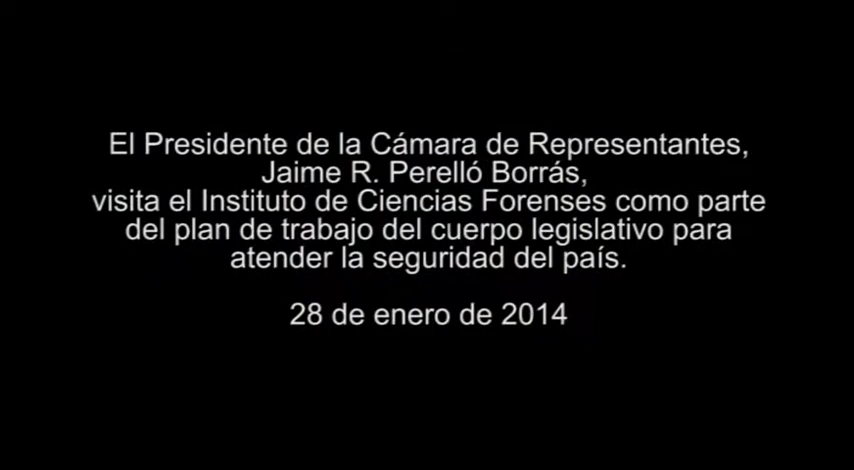 El Presidente de la Cámara de Representantes,
Jaime R. Perelló Borrás,
visita el Instituto de Ciencias Forenses como parte
del plan de trabajo del cuerpo legislativo para
atender la seguridad del país.
28 de enero de 2014